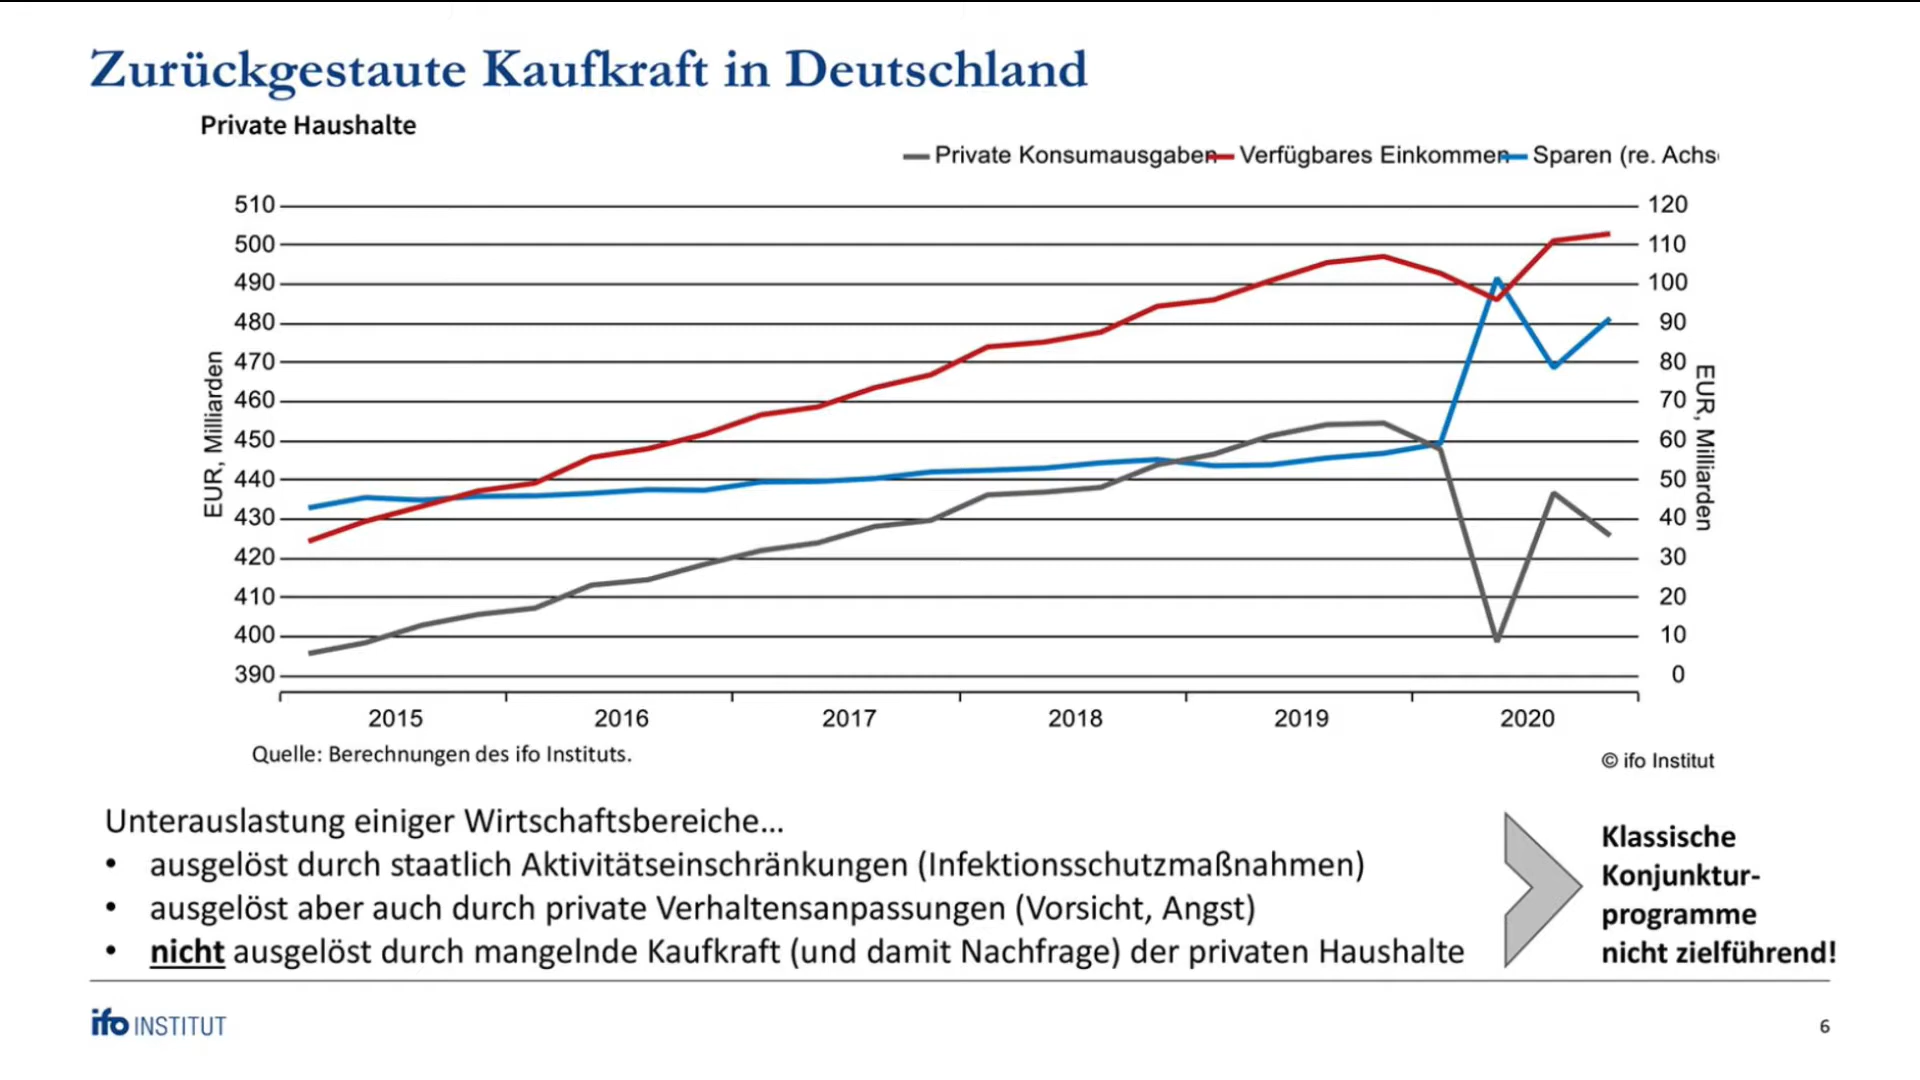 Zurückgestaute Kaufkraft in Deutschland
Private Haushalte
Private Konsumausgaben Verfügbares Einkommen Sparen (re. Achs
510 120
500 110
490 100
480 90
470 80
460 70
450 60
440 50
430 40
420 30
410 20
400 10
390 0
EUR, Milliarden
EUR, Milliarden
2015 2016 2017 2018 2019 2020
Quelle: Berechnungen des ifo Instituts.
© ifo Institut
Unterauslastung einiger Wirtschaftsbereiche...
• ausgelöst durch staatlich Aktivitätseinschränkungen (Infektionsschutzmaßnahmen)
• ausgelöst aber auch durch private Verhaltensanpassungen (Vorsicht, Angst)
• nicht ausgelöst durch mangelnde Kaufkraft (und damit Nachfrage) der privaten Haushalte
Klassische
Konjunktur-
programme
nicht zielführend!
ifo INSTITUT
6